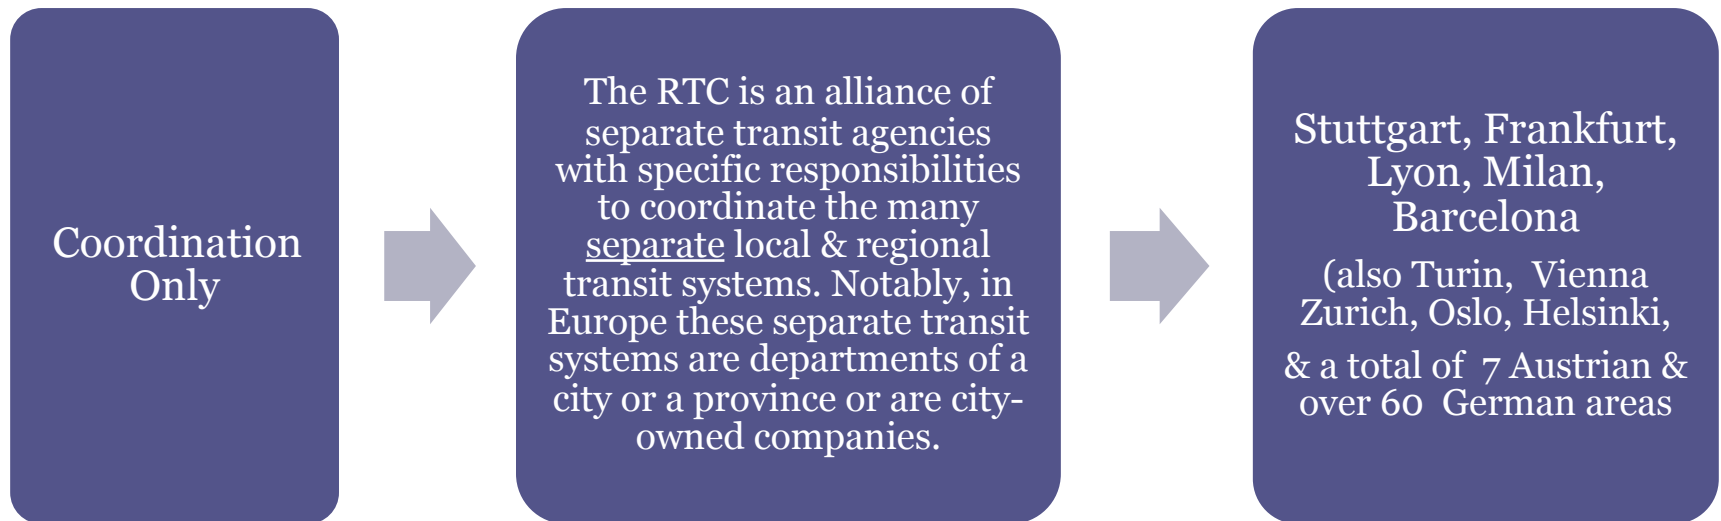 Coordination
Only
The RTC is an alliance of
separate transit agencies
with specific responsibilities
to coordinate the many
separate local & regional
transit systems. Notably, in
Europe these separate transit
systems are departments of a
city or a province or are city-
owned companies.
Stuttgart, Frankfurt,
Lyon, Milan,
Barcelona
(also Turin, Vienna
Zurich, Oslo, Helsinki,
& a total of 7 Austrian &
over 60 German areas